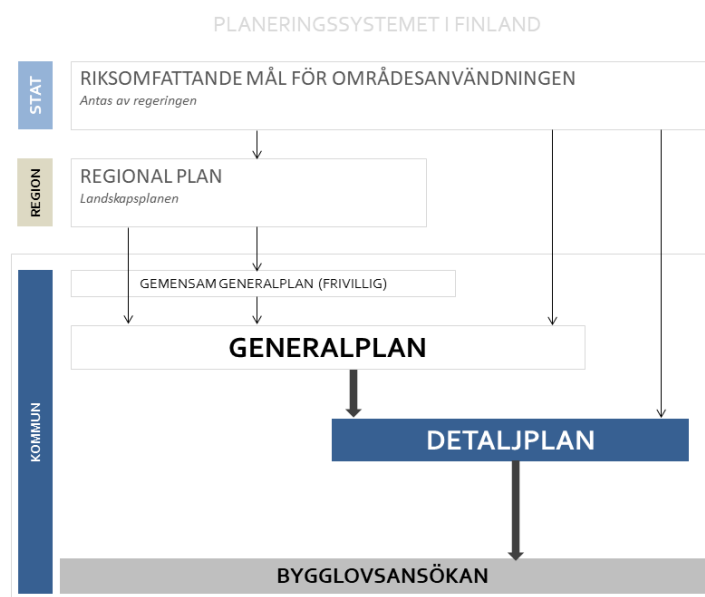 PLANERINGSSYSTEMET I FINLAND
STAT
RIKSOMFATTANDE MÅL FÖR OMRÅDESANVÄNDNINGEN
Antas av regeringen
REGION
REGIONAL PLAN
Landskapsplanen
KOMMUN
GEMENSAM GENERALPLAN (FRIVILLIG)
GENERALPLAN
DETALJPLAN
BYGGLOVSANSÖKAN